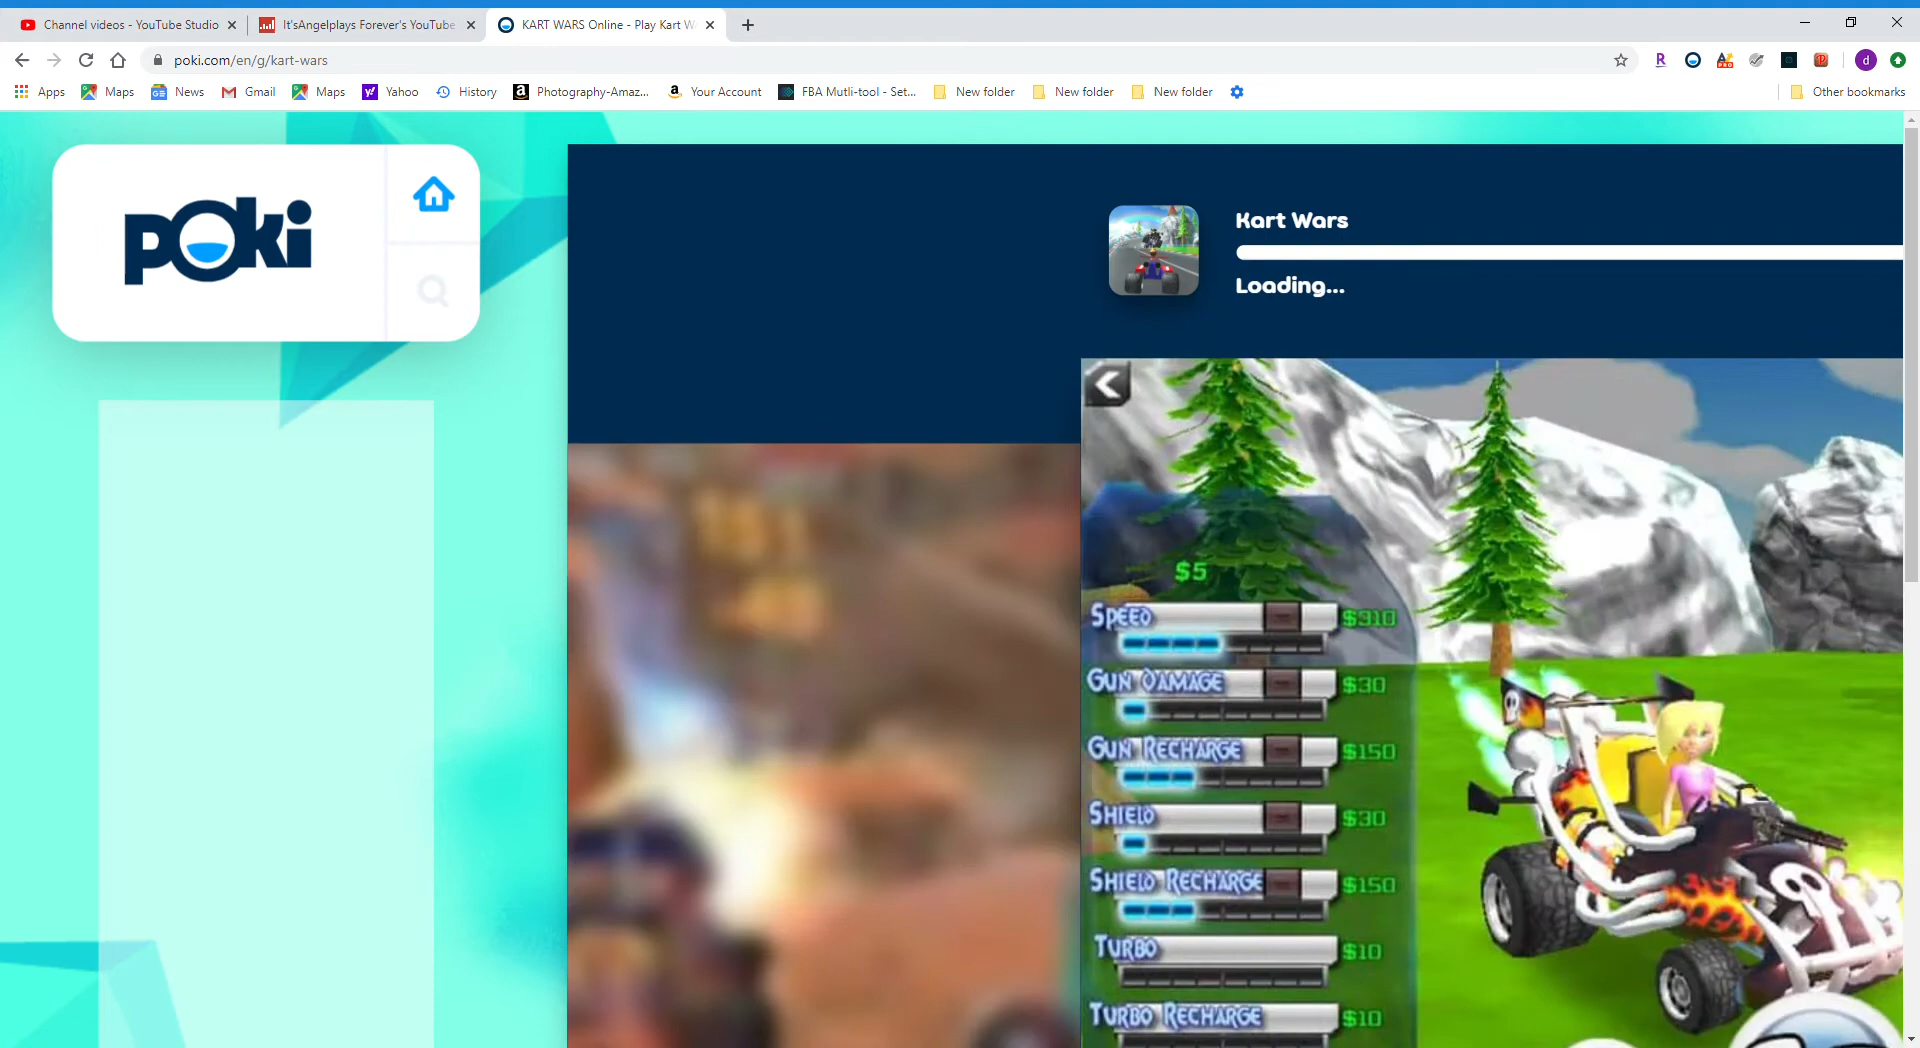 Channel videos - YouTube Studio
It'sAngelplays Forever's YouTube
KART WARS Online - Play Kart W
poki.com/en/g/kart-wars
d
Apps Maps News Gmail Maps Yahoo History Photography-Amaz... Your Account FBA Mutli-tool - Set... New folder New folder New folder Other bookmarks
poki
Kart Wars
Loading...
$5
Speed $910
Gun Damage $30
Gun Recharge $150
Shield $30
Shield Recharge $150
Turbo $10
Turbo Recharge $10